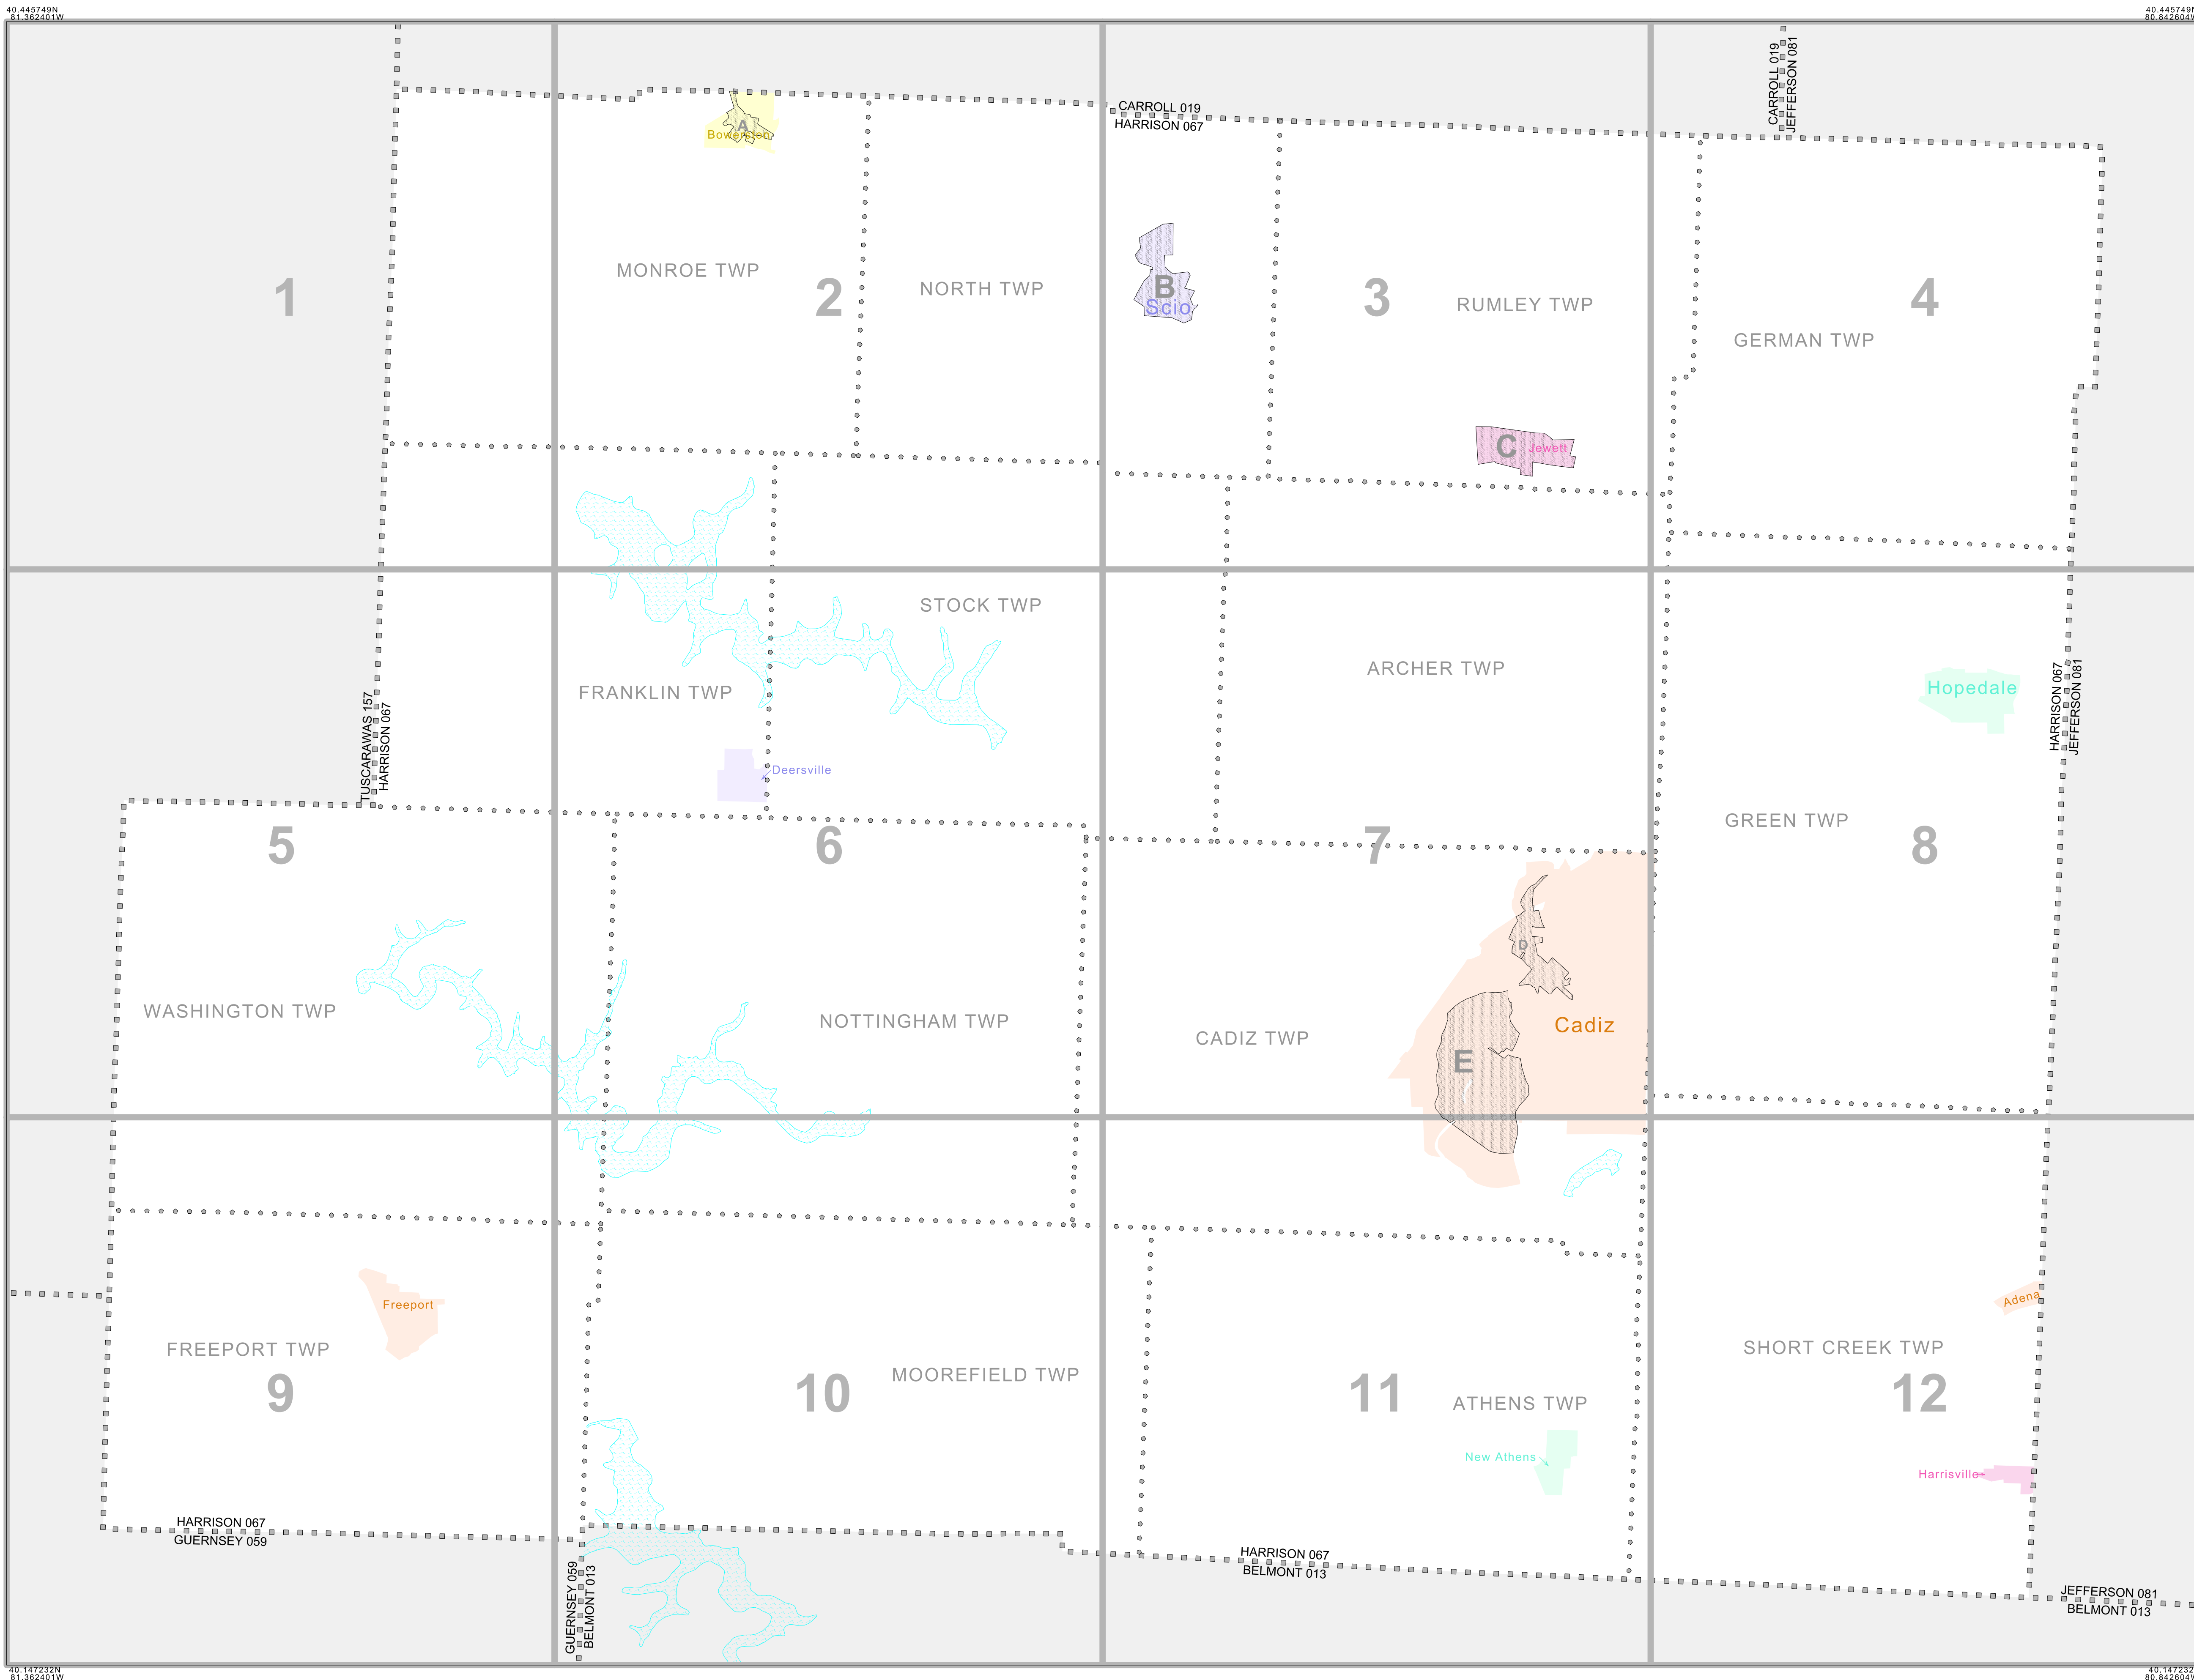 40.445749N
81.362401W
40.445749N
80.842604W
CARROLL 019
JEFFERSON 081
CARROLL 019
HARRISON 067
A
Bowerston
MONROE TWP
1
2
NORTH TWP
B
Scio
3
RUMLEY TWP
4
GERMAN TWP
C
Jewett
STOCK TWP
FRANKLIN TWP
ARCHER TWP
Hopedale
TUSCARAWAS 157
HARRISON 067
HARRISON 067
JEFFERSON 081
Deersville
5
6
7
GREEN TWP
8
D
WASHINGTON TWP
NOTTINGHAM TWP
CADIZ TWP
Cadiz
E
Freeport
Adena
FREEPORT TWP
SHORT CREEK TWP
9
10
MOOREFIELD TWP
11
ATHENS TWP
12
New Athens
Harrisville
HARRISON 067
GUERNSEY 059
GUERNSEY 059
BELMONT 013
HARRISON 067
BELMONT 013
JEFFERSON 081
BELMONT 013
40.147232N
81.362401W
40.147232N
80.842604W